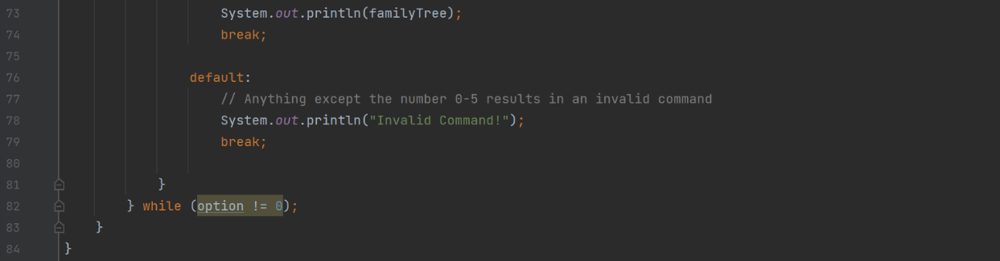 73 System.out.println(familyTree);
74 break;
75
76 default:
77 // Anything except the number 0-5 results in an invalid command
78 System.out.println("Invalid Command!");
79 break;
80
81 }
82 } while (option != 0);
83 }
84 }